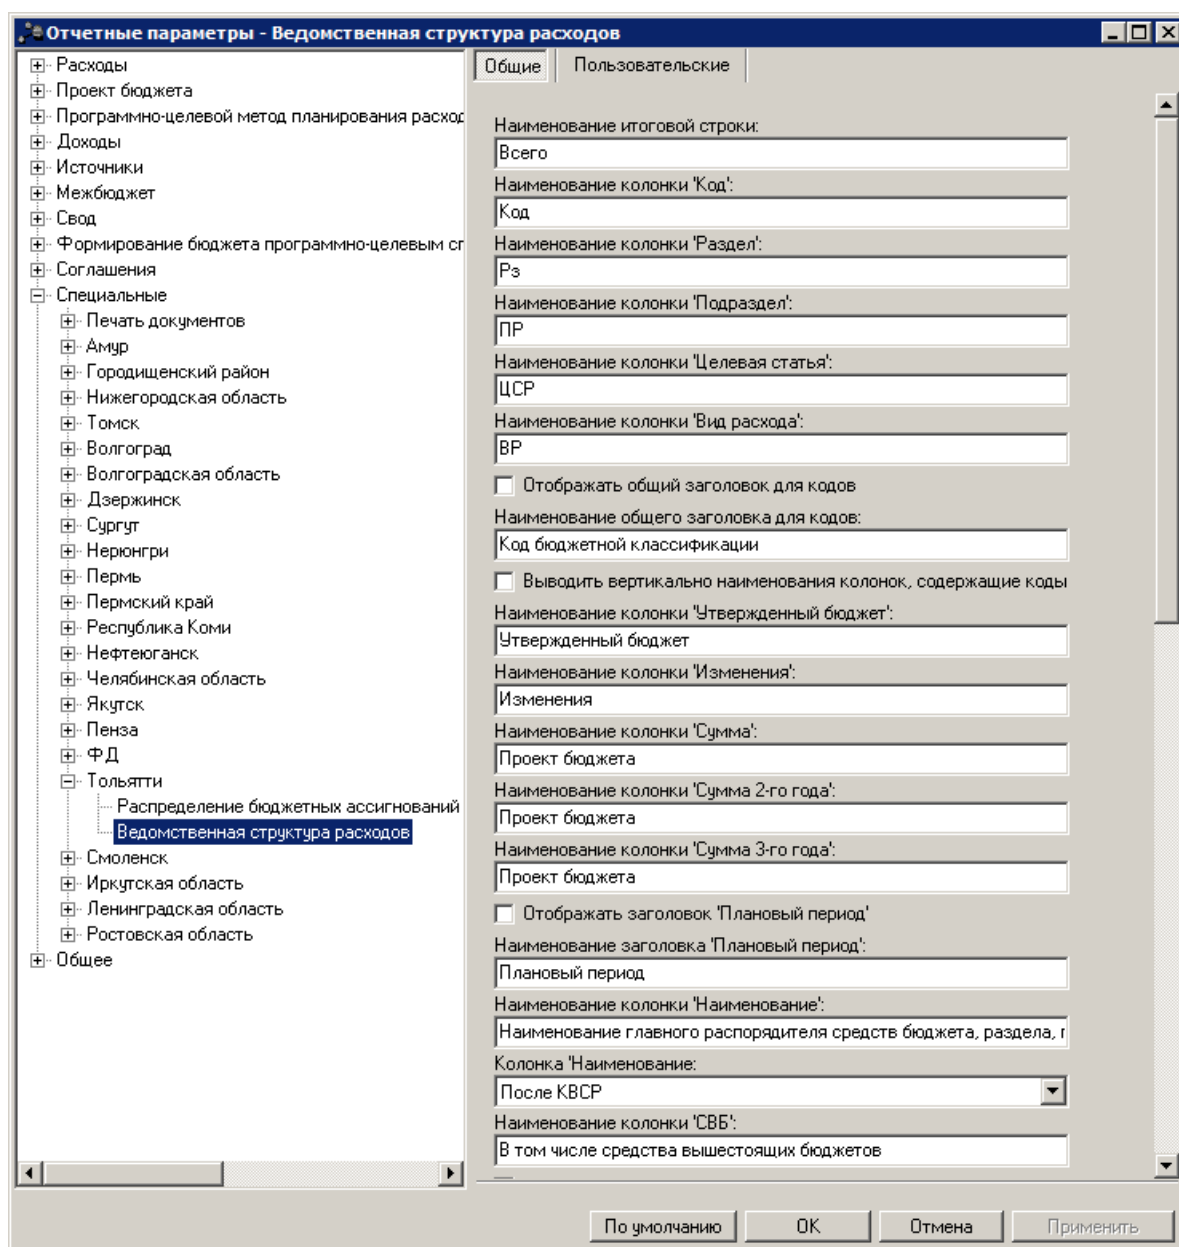 Отчетные параметры - Ведомственная структура расходов
Расходы
Проект бюджета
Программно-целевой метод планирования расход
Доходы
Источники
Межбюджет
Свод
Формирование бюджета программно-целевым сп
Соглашения
Специальные
Печать документов
Амур
Городищенский район
Нижегородская область
Томск
Волгоград
Волгоградская область
Дзержинск
Сургут
Нерюнгри
Пермь
Пермский край
Республика Коми
Нефтеюганск
Челябинская область
Якутск
Пенза
ФД
Тольятти
Распределение бюджетных ассигнований
Ведомственная структура расходов
Смоленск
Иркутская область
Ленинградская область
Ростовская область
Общее
Общие
Пользовательские
Наименование итоговой строки:
Всего
Наименование колонки 'Код':
Код
Наименование колонки 'Раздел':
Рз
Наименование колонки 'Подраздел':
ПР
Наименование колонки 'Целевая статья':
ЦСР
Наименование колонки 'Вид расхода':
ВР
Отображать общий заголовок для кодов
Наименование общего заголовка для кодов:
Код бюджетной классификации
Выводить вертикально наименования колонок, содержащие коды
Наименование колонки 'Утвержденный бюджет':
Утвержденный бюджет
Наименование колонки 'Изменения':
Изменения
Наименование колонки 'Сумма':
Проект бюджета
Наименование колонки 'Сумма 2-го года':
Проект бюджета
Наименование колонки 'Сумма 3-го года':
Проект бюджета
Отображать заголовок 'Плановый период'
Наименование заголовка 'Плановый период':
Плановый период
Наименование колонки 'Наименование':
Наименование главного распорядителя средств бюджета, раздела, г
Колонка 'Наименование:
После КВСР
Наименование колонки 'СВБ':
В том числе средства вышестоящих бюджетов
По умолчанию
OK
Отмена
Применить